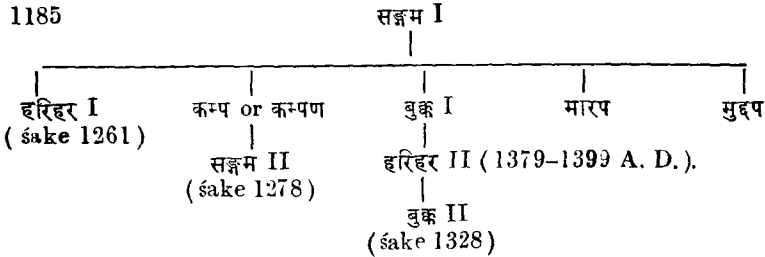 1185 सङ्गम I
हरिहर I कम्प or कम्पण बुक्क I मारप मुद्दप
( śake 1261 )
सङ्गम II हरिहर II ( 1379–1399 A. D. ).
( śake 1278 )
बुक्क II
( śake 1328 )